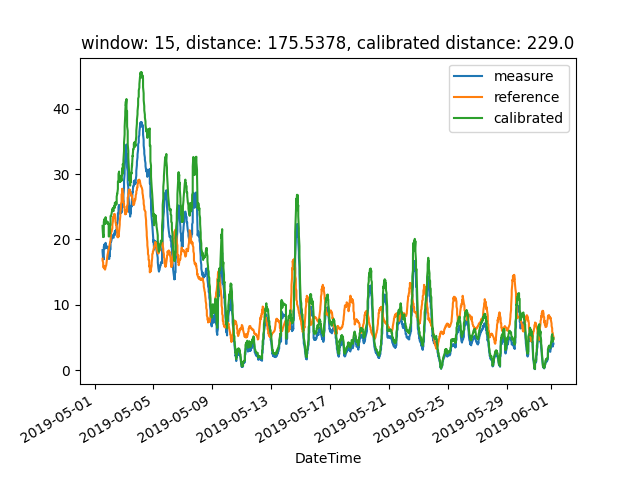 window: 15, distance: 175.5378, calibrated distance: 229.0
measure
reference
calibrated
40
30
20
10
0
2019-05-01
2019-05-05
2019-05-09
2019-05-13
2019-05-17
2019-05-21
2019-05-25
2019-05-29
2019-06-01
DateTime